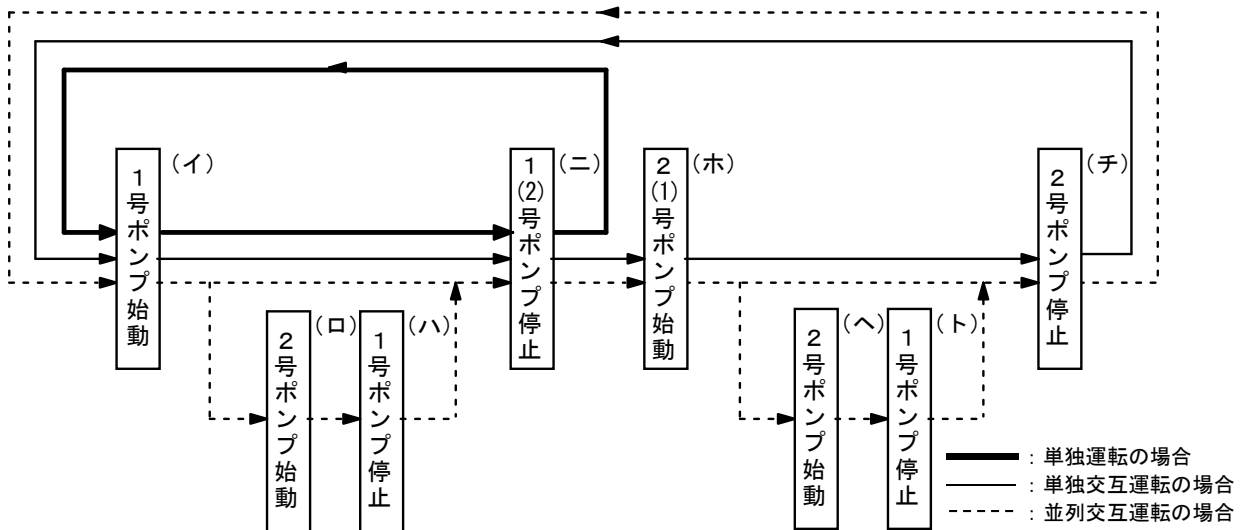 (イ)
1号ポンプ始動
(ロ)
2号ポンプ始動
(ハ)
1号ポンプ停止
(ニ)
1(2)号ポンプ停止
(ホ)
2(1)号ポンプ始動
(ヘ)
2号ポンプ始動
(ト)
1号ポンプ停止
(チ)
2号ポンプ停止
：単独運転の場合
：単独交互運転の場合
：並列交互運転の場合